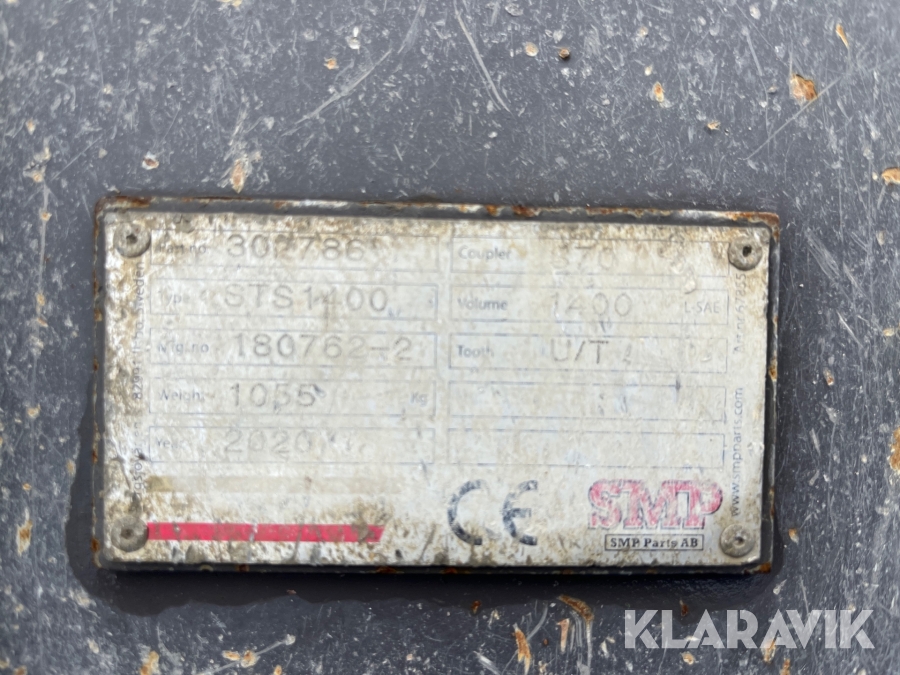 Coupler S70
Type STS1400
Volume 1400 L-SAE
Mfg.no 180762-2
Tooth U/T
Weight 1055 Kg
Year 2020
www.smpparts.com
CE
SMP
SMP Parts AB
KLARAVIK